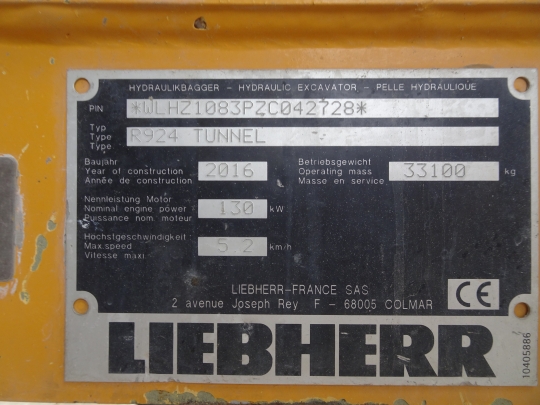 HYDRAULIKBAGGER - HYDRAULIC EXCAVATOR - PELLE HYDRAULIQUE
PIN *WLHZ1083PZC042728*
Typ
Type R924 TUNNEL
Type
Baujahr
Year of construction 2016
Année de construction
Betriebsgewicht
Operating mass 33100 kg
Masse en service
Nennleistung Motor
Nominal engine power 130 kW
Puissance nom. moteur
Höchstgeschwindigkeit
Max.speed 5 2 km/h
Vitesse maxi
LIEBHERR-FRANCE SAS
2 avenue Joseph Rey F - 68005 COLMAR
CE
LIEBHERR
10405886